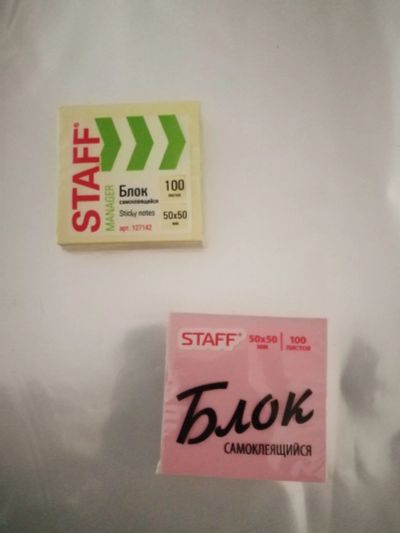 STAFF®
MANAGER
Блок
самоклеящийся
Sticky notes
арт. 127142
100
листов
50x50
мм
STAFF®
50x50
мм
100
листов
Блок
САМОКЛЕЯЩИЙСЯ